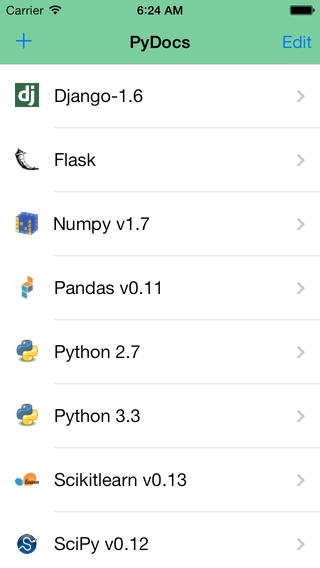 Carrier 6:24 AM
+ PyDocs Edit
dj Django-1.6
Flask
Numpy v1.7
Pandas v0.11
Python 2.7
Python 3.3
learn Scikitlearn v0.13
SciPy v0.12